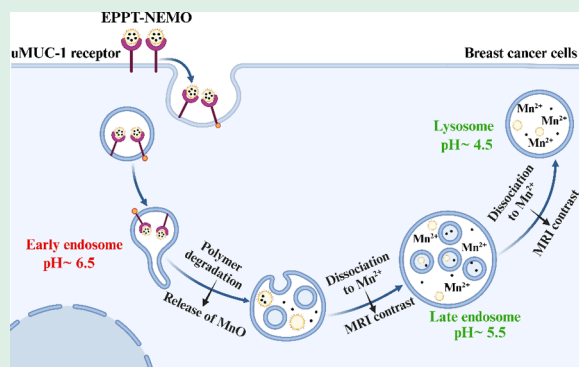 EPPT-NEMO
uMUC-1 receptor
Breast cancer cells
Early endosome
pH~ 6.5
Polymer
degradation
Release of MnO
Dissociation
to Mn²⁺
MRI contrast
Mn²⁺
Mn²⁺
Mn²⁺
Late endosome
pH~ 5.5
Dissociation
to Mn²⁺
MRI contrast
Lysosome
pH~ 4.5
Mn²⁺
Mn²⁺
Mn²⁺